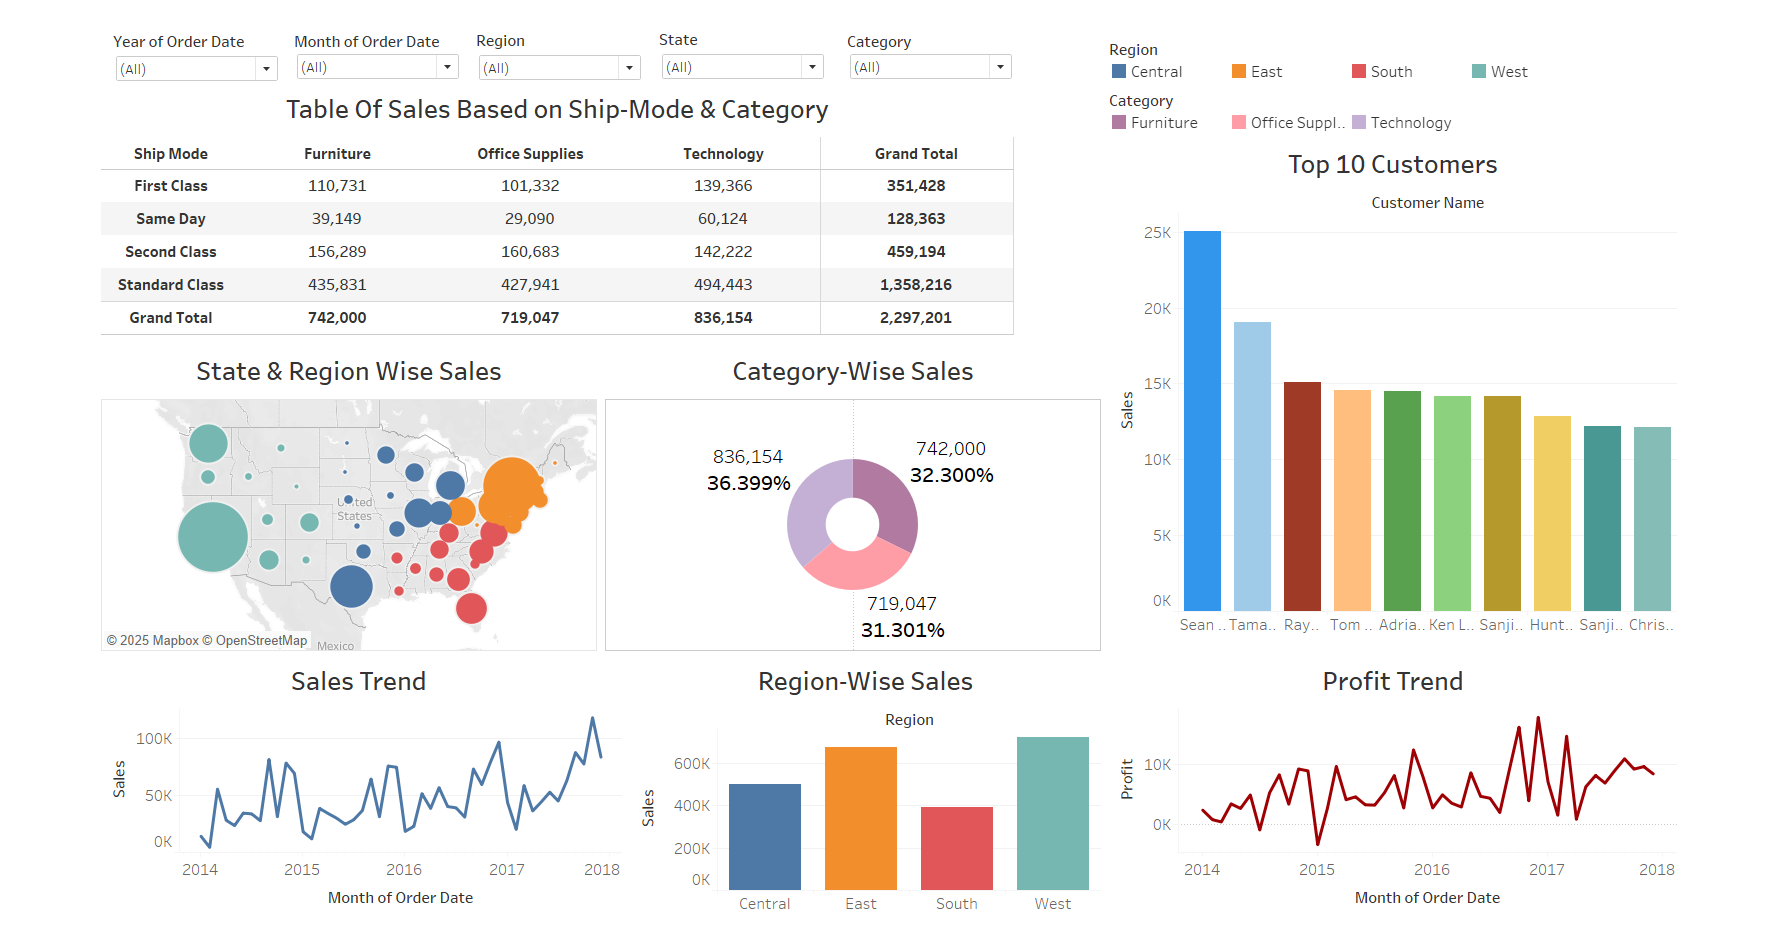 Year of Order Date Month of Order Date Region State Category
(All) (All) (All) (All) (All)
Region
Central East South West
Category
Furniture Office Suppl.. Technology
Table Of Sales Based on Ship-Mode & Category
Ship Mode Furniture Office Supplies Technology Grand Total
First Class 110,731 101,332 139,366 351,428
Same Day 39,149 29,090 60,124 128,363
Second Class 156,289 160,683 142,222 459,194
Standard Class 435,831 427,941 494,443 1,358,216
Grand Total 742,000 719,047 836,154 2,297,201
Top 10 Customers
Customer Name
Sales
25K
20K
15K
10K
5K
0K
Sean .. Tama.. Ray.. Tom .. Adria.. Ken L.. Sanji.. Hunt.. Sanji.. Chris..
State & Region Wise Sales
United
States
Mexico
© 2025 Mapbox © OpenStreetMap
Category-Wise Sales
836,154
36.399%
742,000
32.300%
719,047
31.301%
Sales Trend
Sales
100K
50K
0K
2014 2015 2016 2017 2018
Month of Order Date
Region-Wise Sales
Region
Sales
600K
400K
200K
0K
Central East South West
Profit Trend
Profit
10K
0K
2014 2015 2016 2017 2018
Month of Order Date